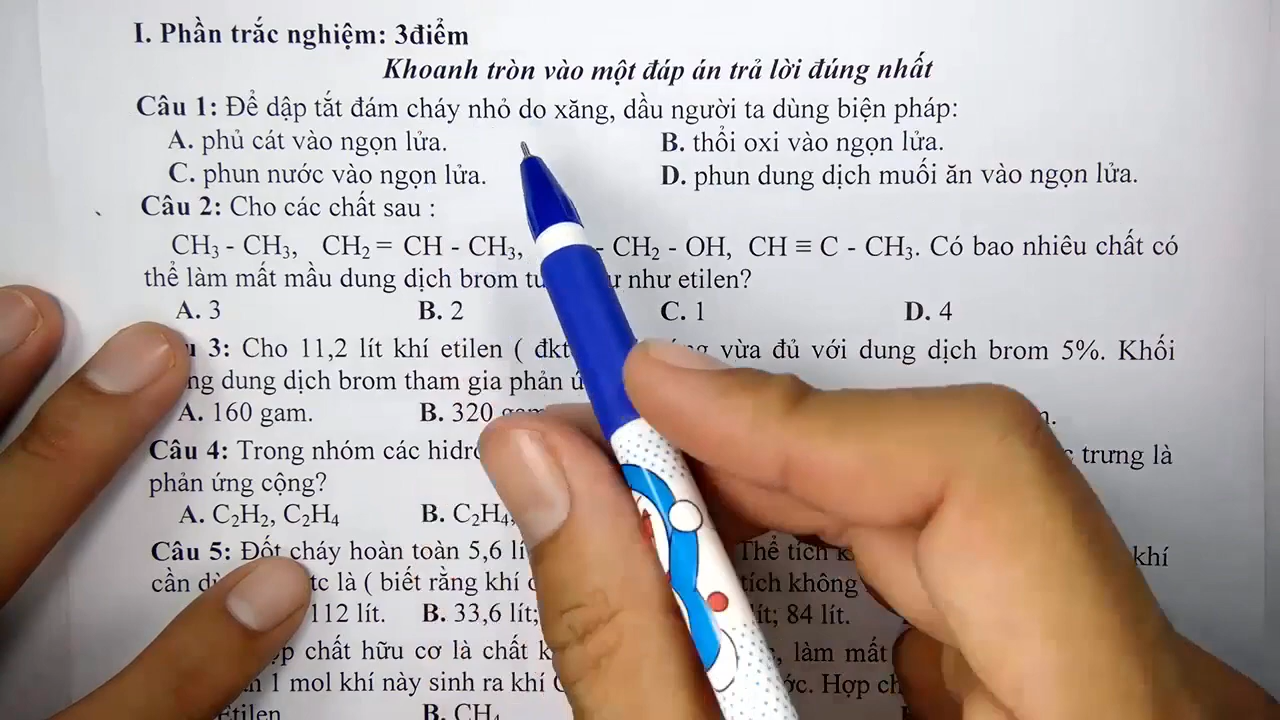 I. Phần trắc nghiệm: 3điểm
Khoanh tròn vào một đáp án trả lời đúng nhất
Câu 1: Để dập tắt đám cháy nhỏ do xăng, dầu người ta dùng biện pháp:
A. phủ cát vào ngọn lửa. B. thổi oxi vào ngọn lửa.
C. phun nước vào ngọn lửa. D. phun dung dịch muối ăn vào ngọn lửa.
Câu 2: Cho các chất sau :
CH₃ - CH₃, CH₂ = CH - CH₃, - CH₂ - OH, CH ≡ C - CH₃. Có bao nhiêu chất có
thể làm mất mầu dung dịch brom như etilen?
A. 3 B. 2 C. 1 D. 4
3: Cho 11,2 lít khí etilen ( vừa đủ với dung dịch brom 5%. Khối
dung dịch brom tham gia phản
A. 160 gam. B. 320
Câu 4: Trong nhóm các trưng là
phản ứng cộng?
A. C₂H₂, C₂H₄ B. C₂H₄,
Câu 5: Đốt cháy hoàn toàn 5,6 Thể tích khí
cần là ( biết rằng khí tích không
112 lít. B. 33,6 lít; 84 lít.
chất hữu cơ là chất làm mất
1 mol khí này sinh ra khí Hợp
Etilen B. CH₄